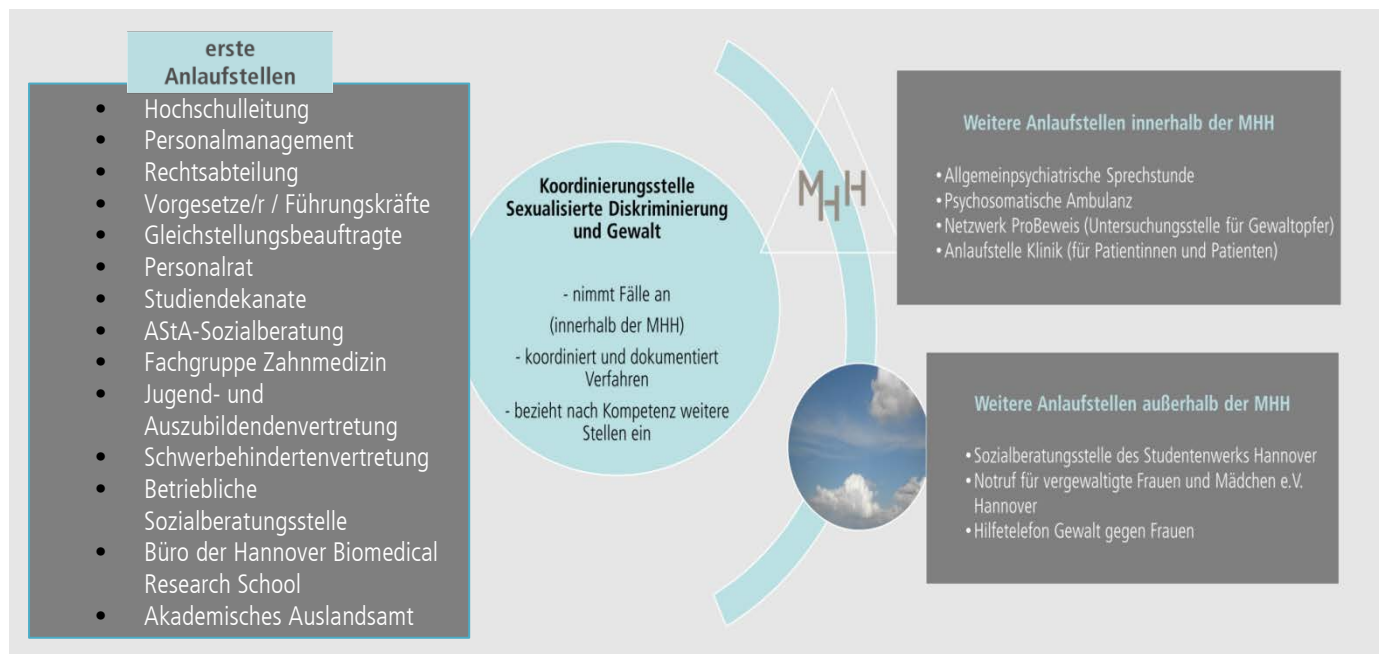 erste
Anlaufstellen
• Hochschulleitung
• Personalmanagement
• Rechtsabteilung
• Vorgesetze/r / Führungskräfte
• Gleichstellungsbeauftragte
• Personalrat
• Studiendekanate
• AStA-Sozialberatung
• Fachgruppe Zahnmedizin
• Jugend- und
Auszubildendenvertretung
• Schwerbehindertenvertretung
• Betriebliche
Sozialberatungsstelle
• Büro der Hannover Biomedical
Research School
• Akademisches Auslandsamt
Koordinierungsstelle
Sexualisierte Diskriminierung
und Gewalt
- nimmt Fälle an
(innerhalb der MHH)
- koordiniert und dokumentiert
Verfahren
- bezieht nach Kompetenz weitere
Stellen ein
MHH
Weitere Anlaufstellen innerhalb der MHH
• Allgemeinpsychiatrische Sprechstunde
• Psychosomatische Ambulanz
• Netzwerk ProBeweis (Untersuchungsstelle für Gewaltopfer)
• Anlaufstelle Klinik (für Patientinnen und Patienten)
Weitere Anlaufstellen außerhalb der MHH
• Sozialberatungsstelle des Studentenwerks Hannover
• Notruf für vergewaltigte Frauen und Mädchen e.V.
Hannover
• Hilfetelefon Gewalt gegen Frauen